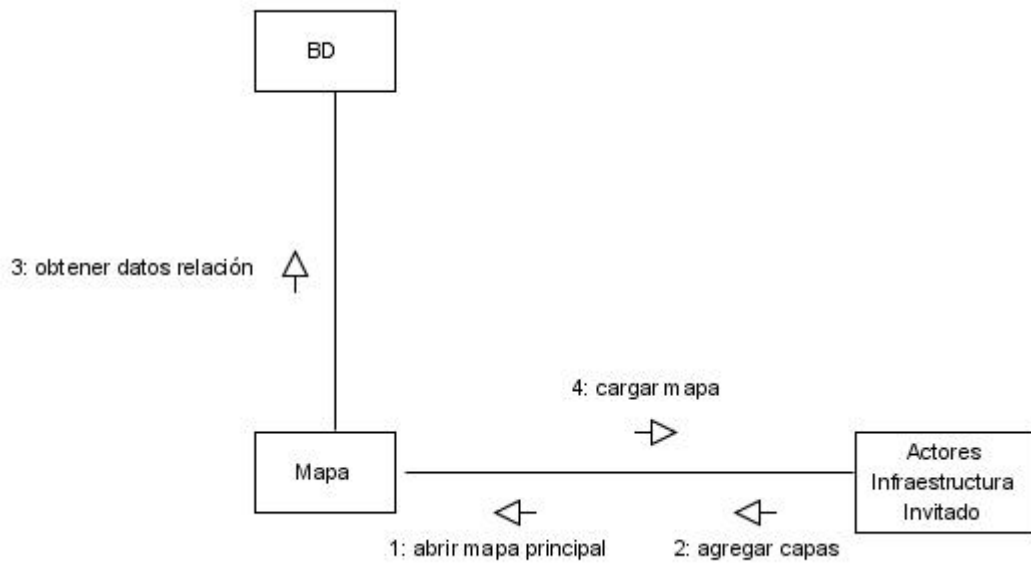 BD
3: obtener datos relación
4: cargar mapa
Mapa
Actores
Infraestructura
Invitado
1: abrir mapa principal
2: agregar capas